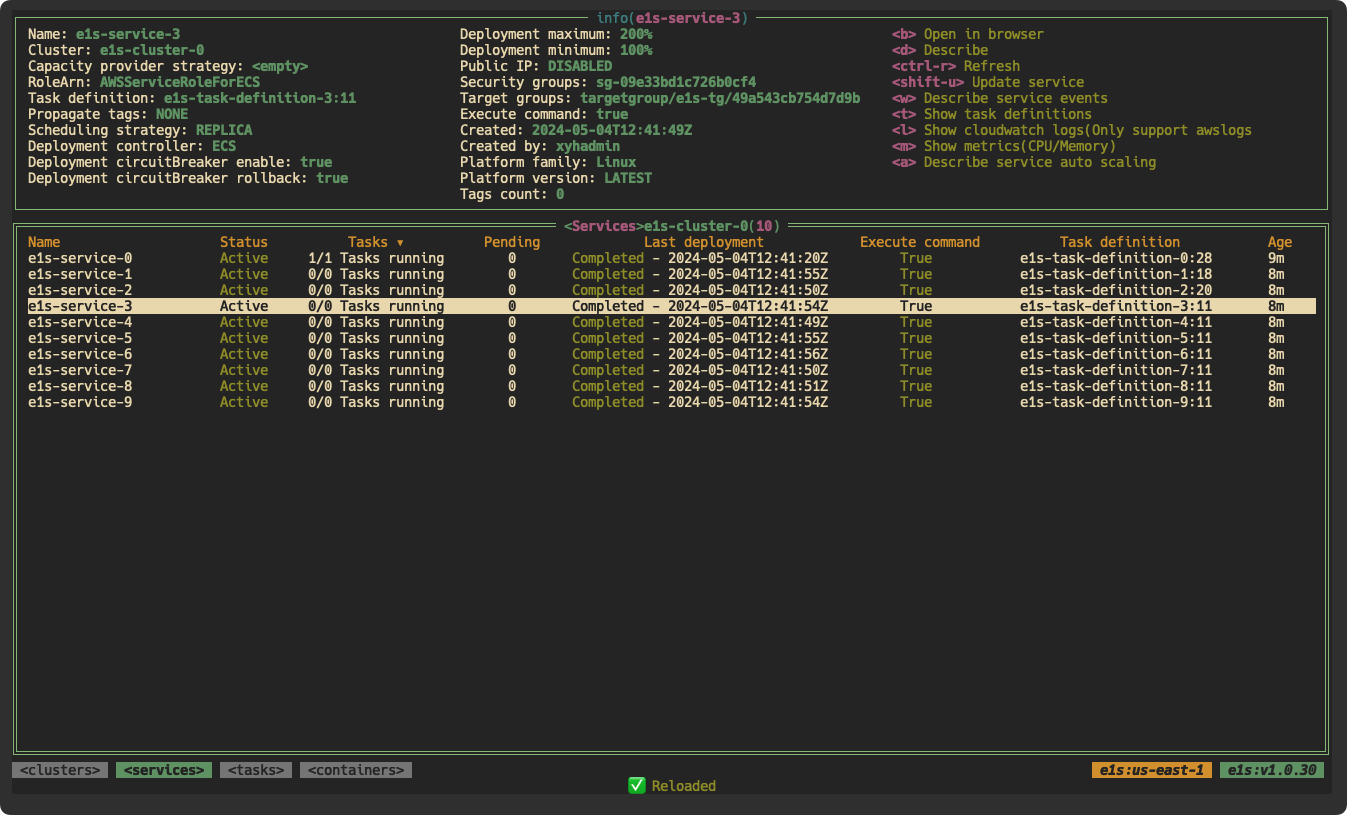 info(e1s-service-3)
Name: e1s-service-3
Cluster: e1s-cluster-0
Capacity provider strategy: <empty>
RoleArn: AWSServiceRoleForECS
Task definition: e1s-task-definition-3:11
Propagate tags: NONE
Scheduling strategy: REPLICA
Deployment controller: ECS
Deployment circuitBreaker enable: true
Deployment circuitBreaker rollback: true
Deployment maximum: 200%
Deployment minimum: 100%
Public IP: DISABLED
Security groups: sg-09e33bd1c726b0cf4
Target groups: targetgroup/e1s-tg/49a543cb754d7d9b
Execute command: true
Created: 2024-05-04T12:41:49Z
Created by: xyhadmin
Platform family: Linux
Platform version: LATEST
Tags count: 0
<b> Open in browser
<d> Describe
<ctrl-r> Refresh
<shift-u> Update service
<w> Describe service events
<t> Show task definitions
<l> Show cloudwatch logs(Only support awslogs
<m> Show metrics(CPU/Memory)
<a> Describe service auto scaling
<Services>e1s-cluster-0(10)
Name Status Tasks ▾ Pending Last deployment Execute command Task definition Age
e1s-service-0 Active 1/1 Tasks running 0 Completed - 2024-05-04T12:41:20Z True e1s-task-definition-0:28 9m
e1s-service-1 Active 0/0 Tasks running 0 Completed - 2024-05-04T12:41:55Z True e1s-task-definition-1:18 8m
e1s-service-2 Active 0/0 Tasks running 0 Completed - 2024-05-04T12:41:50Z True e1s-task-definition-2:20 8m
e1s-service-3 Active 0/0 Tasks running 0 Completed - 2024-05-04T12:41:54Z True e1s-task-definition-3:11 8m
e1s-service-4 Active 0/0 Tasks running 0 Completed - 2024-05-04T12:41:49Z True e1s-task-definition-4:11 8m
e1s-service-5 Active 0/0 Tasks running 0 Completed - 2024-05-04T12:41:55Z True e1s-task-definition-5:11 8m
e1s-service-6 Active 0/0 Tasks running 0 Completed - 2024-05-04T12:41:56Z True e1s-task-definition-6:11 8m
e1s-service-7 Active 0/0 Tasks running 0 Completed - 2024-05-04T12:41:50Z True e1s-task-definition-7:11 8m
e1s-service-8 Active 0/0 Tasks running 0 Completed - 2024-05-04T12:41:51Z True e1s-task-definition-8:11 8m
e1s-service-9 Active 0/0 Tasks running 0 Completed - 2024-05-04T12:41:54Z True e1s-task-definition-9:11 8m
<clusters> <services> <tasks> <containers> e1s:us-east-1 e1s:v1.0.30
✅ Reloaded